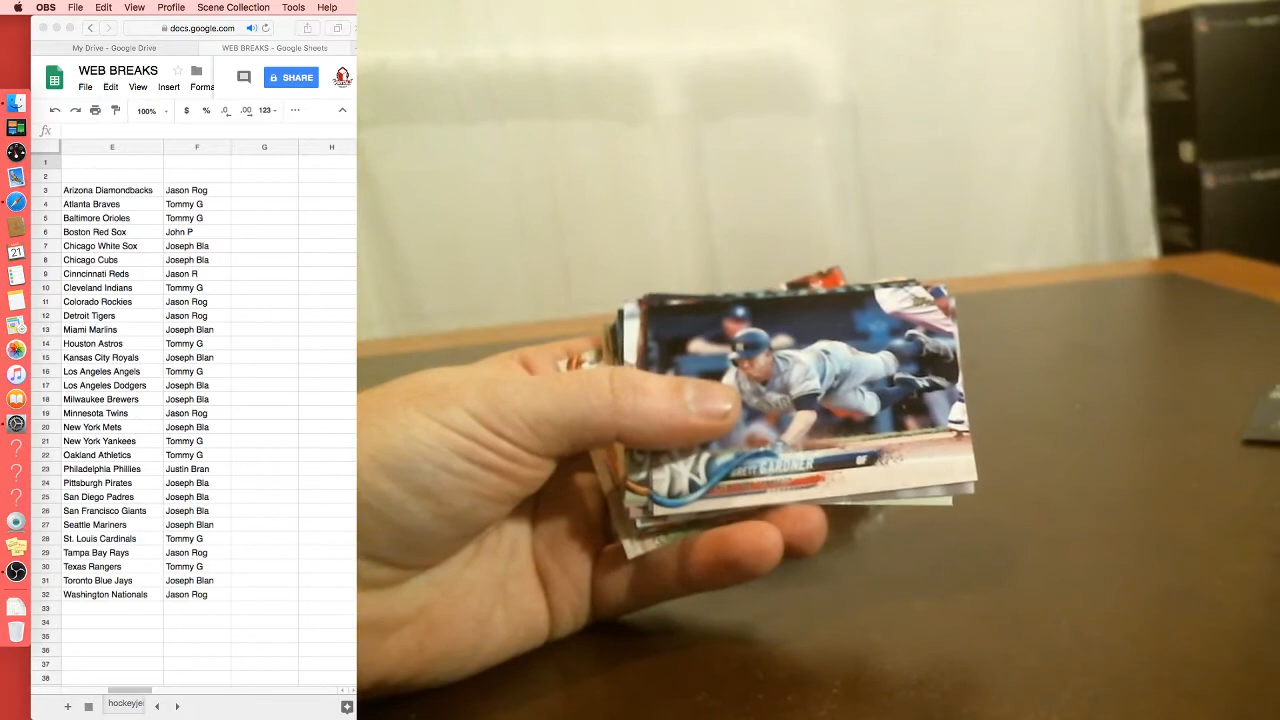 OBS File Edit View Profile Scene Collection Tools Help
docs.google.com
My Drive - Google Drive WEB BREAKS - Google Sheets
WEB BREAKS
SHARE
File Edit View Insert Forma
100% $ % .0 .00 123
fx
E F G H
1
2
3 Arizona Diamondbacks Jason Rog
4 Atlanta Braves Tommy G
5 Baltimore Orioles Tommy G
6 Boston Red Sox John P
7 Chicago White Sox Joseph Bla
8 Chicago Cubs Joseph Bla
9 Cinncinnati Reds Jason R
10 Cleveland Indians Tommy G
11 Colorado Rockies Jason Rog
12 Detroit Tigers Jason Rog
13 Miami Marlins Joseph Blan
14 Houston Astros Tommy G
15 Kansas City Royals Joseph Blan
16 Los Angeles Angels Tommy G
17 Los Angeles Dodgers Joseph Bla
18 Milwaukee Brewers Joseph Bla
19 Minnesota Twins Jason Rog
20 New York Mets Joseph Bla
21 New York Yankees Tommy G
22 Oakland Athletics Tommy G
23 Philadelphia Phillies Justin Bran
24 Pittsburgh Pirates Joseph Bla
25 San Diego Padres Joseph Bla
26 San Francisco Giants Joseph Bla
27 Seattle Mariners Joseph Blan
28 St. Louis Cardinals Tommy G
29 Tampa Bay Rays Jason Rog
30 Texas Rangers Tommy G
31 Toronto Blue Jays Joseph Blan
32 Washington Nationals Jason Rog
33
34
35
36
37
38
hockeyje
21
BRETT GARDNER OF